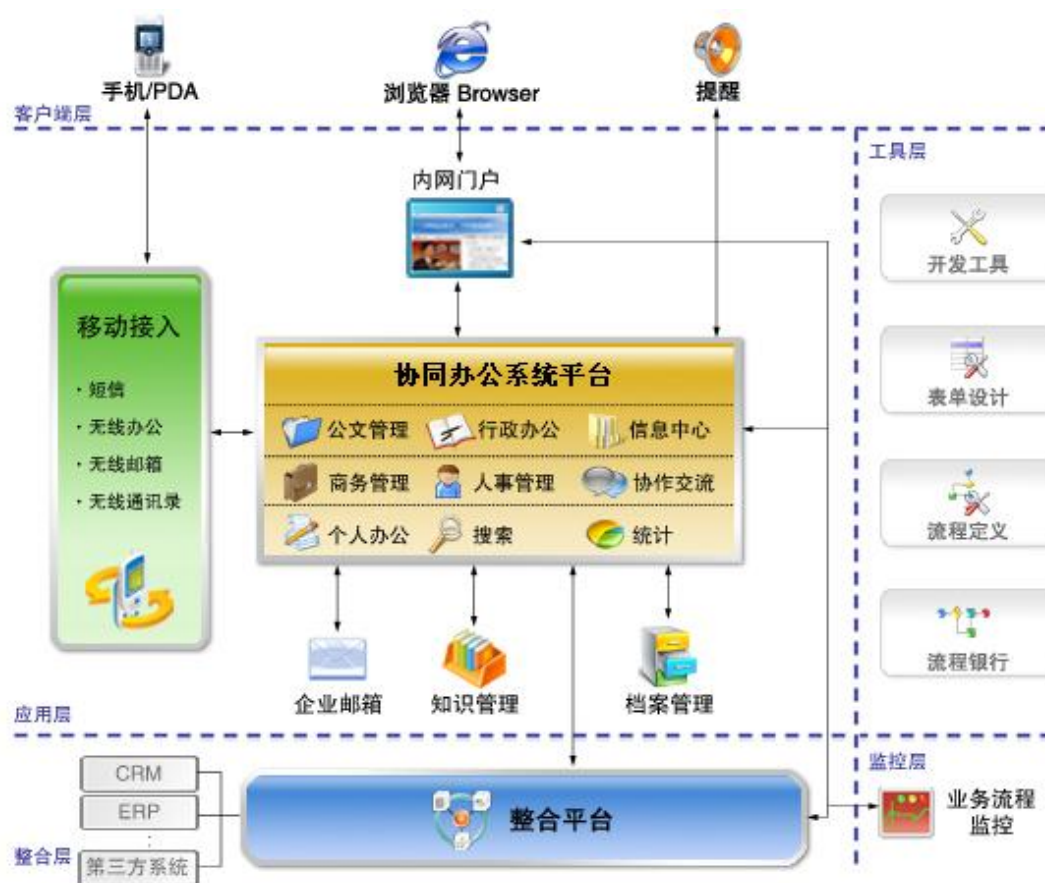 手机/PDA
浏览器 Browser
提醒
客户端层
工具层
内网门户
开发工具
移动接入
· 短信
· 无线办公
· 无线邮箱
· 无线通讯录
协同办公系统平台
公文管理
行政办公
信息中心
商务管理
人事管理
协作交流
个人办公
搜索
统计
表单设计
流程定义
流程银行
企业邮箱
知识管理
档案管理
应用层
监控层
CRM
ERP
第三方系统
整合层
整合平台
业务流程
监控